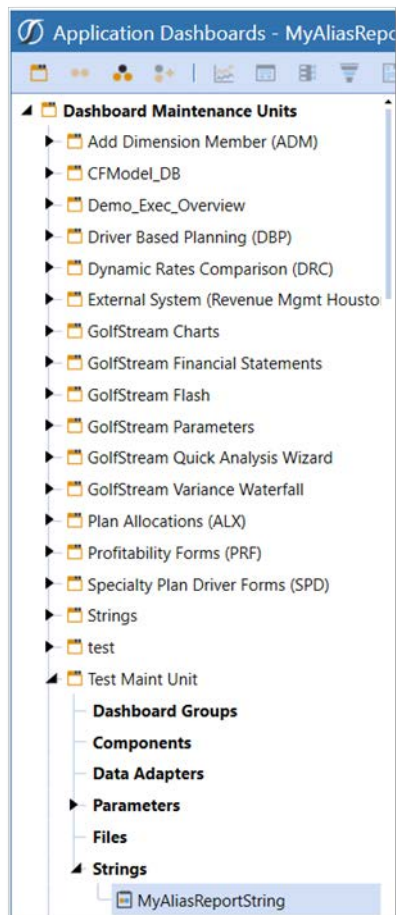 Application Dashboards - MyAliasRepo
Dashboard Maintenance Units
Add Dimension Member (ADM)
CFModel_DB
Demo_Exec_Overview
Driver Based Planning (DBP)
Dynamic Rates Comparison (DRC)
External System (Revenue Mgmt Housto
GolfStream Charts
GolfStream Financial Statements
GolfStream Flash
GolfStream Parameters
GolfStream Quick Analysis Wizard
GolfStream Variance Waterfall
Plan Allocations (ALX)
Profitability Forms (PRF)
Specialty Plan Driver Forms (SPD)
Strings
test
Test Maint Unit
Dashboard Groups
Components
Data Adapters
Parameters
Files
Strings
MyAliasReportString